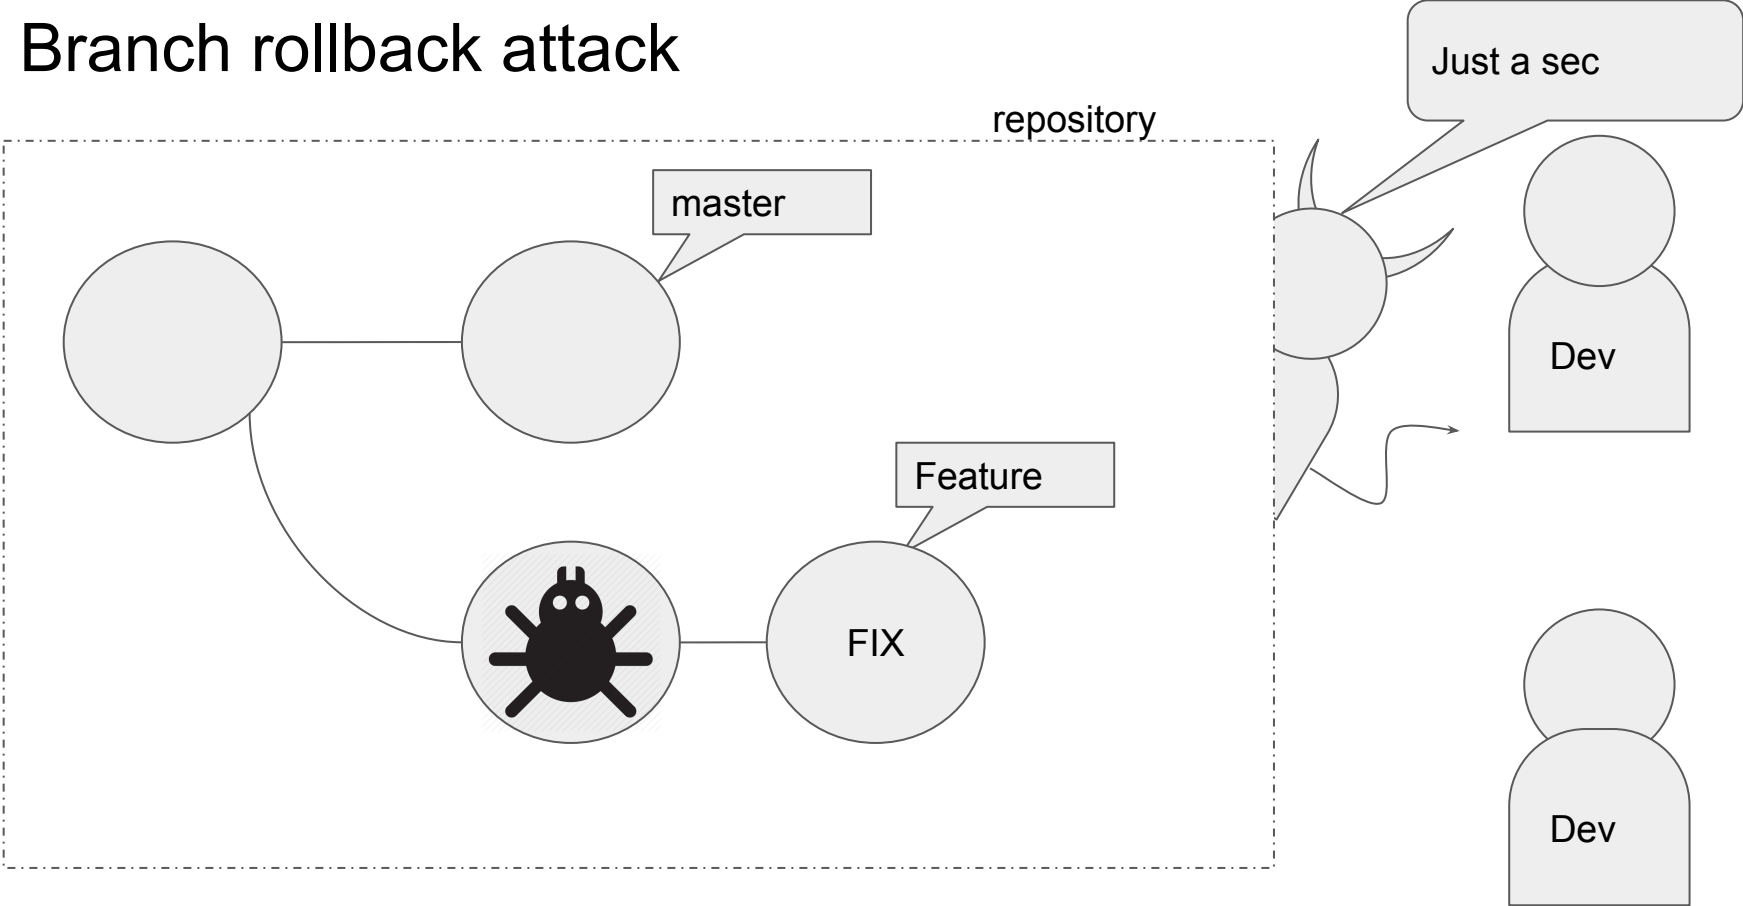 Branch rollback attack
Just a sec
repository
master
Dev
Feature
FIX
Dev